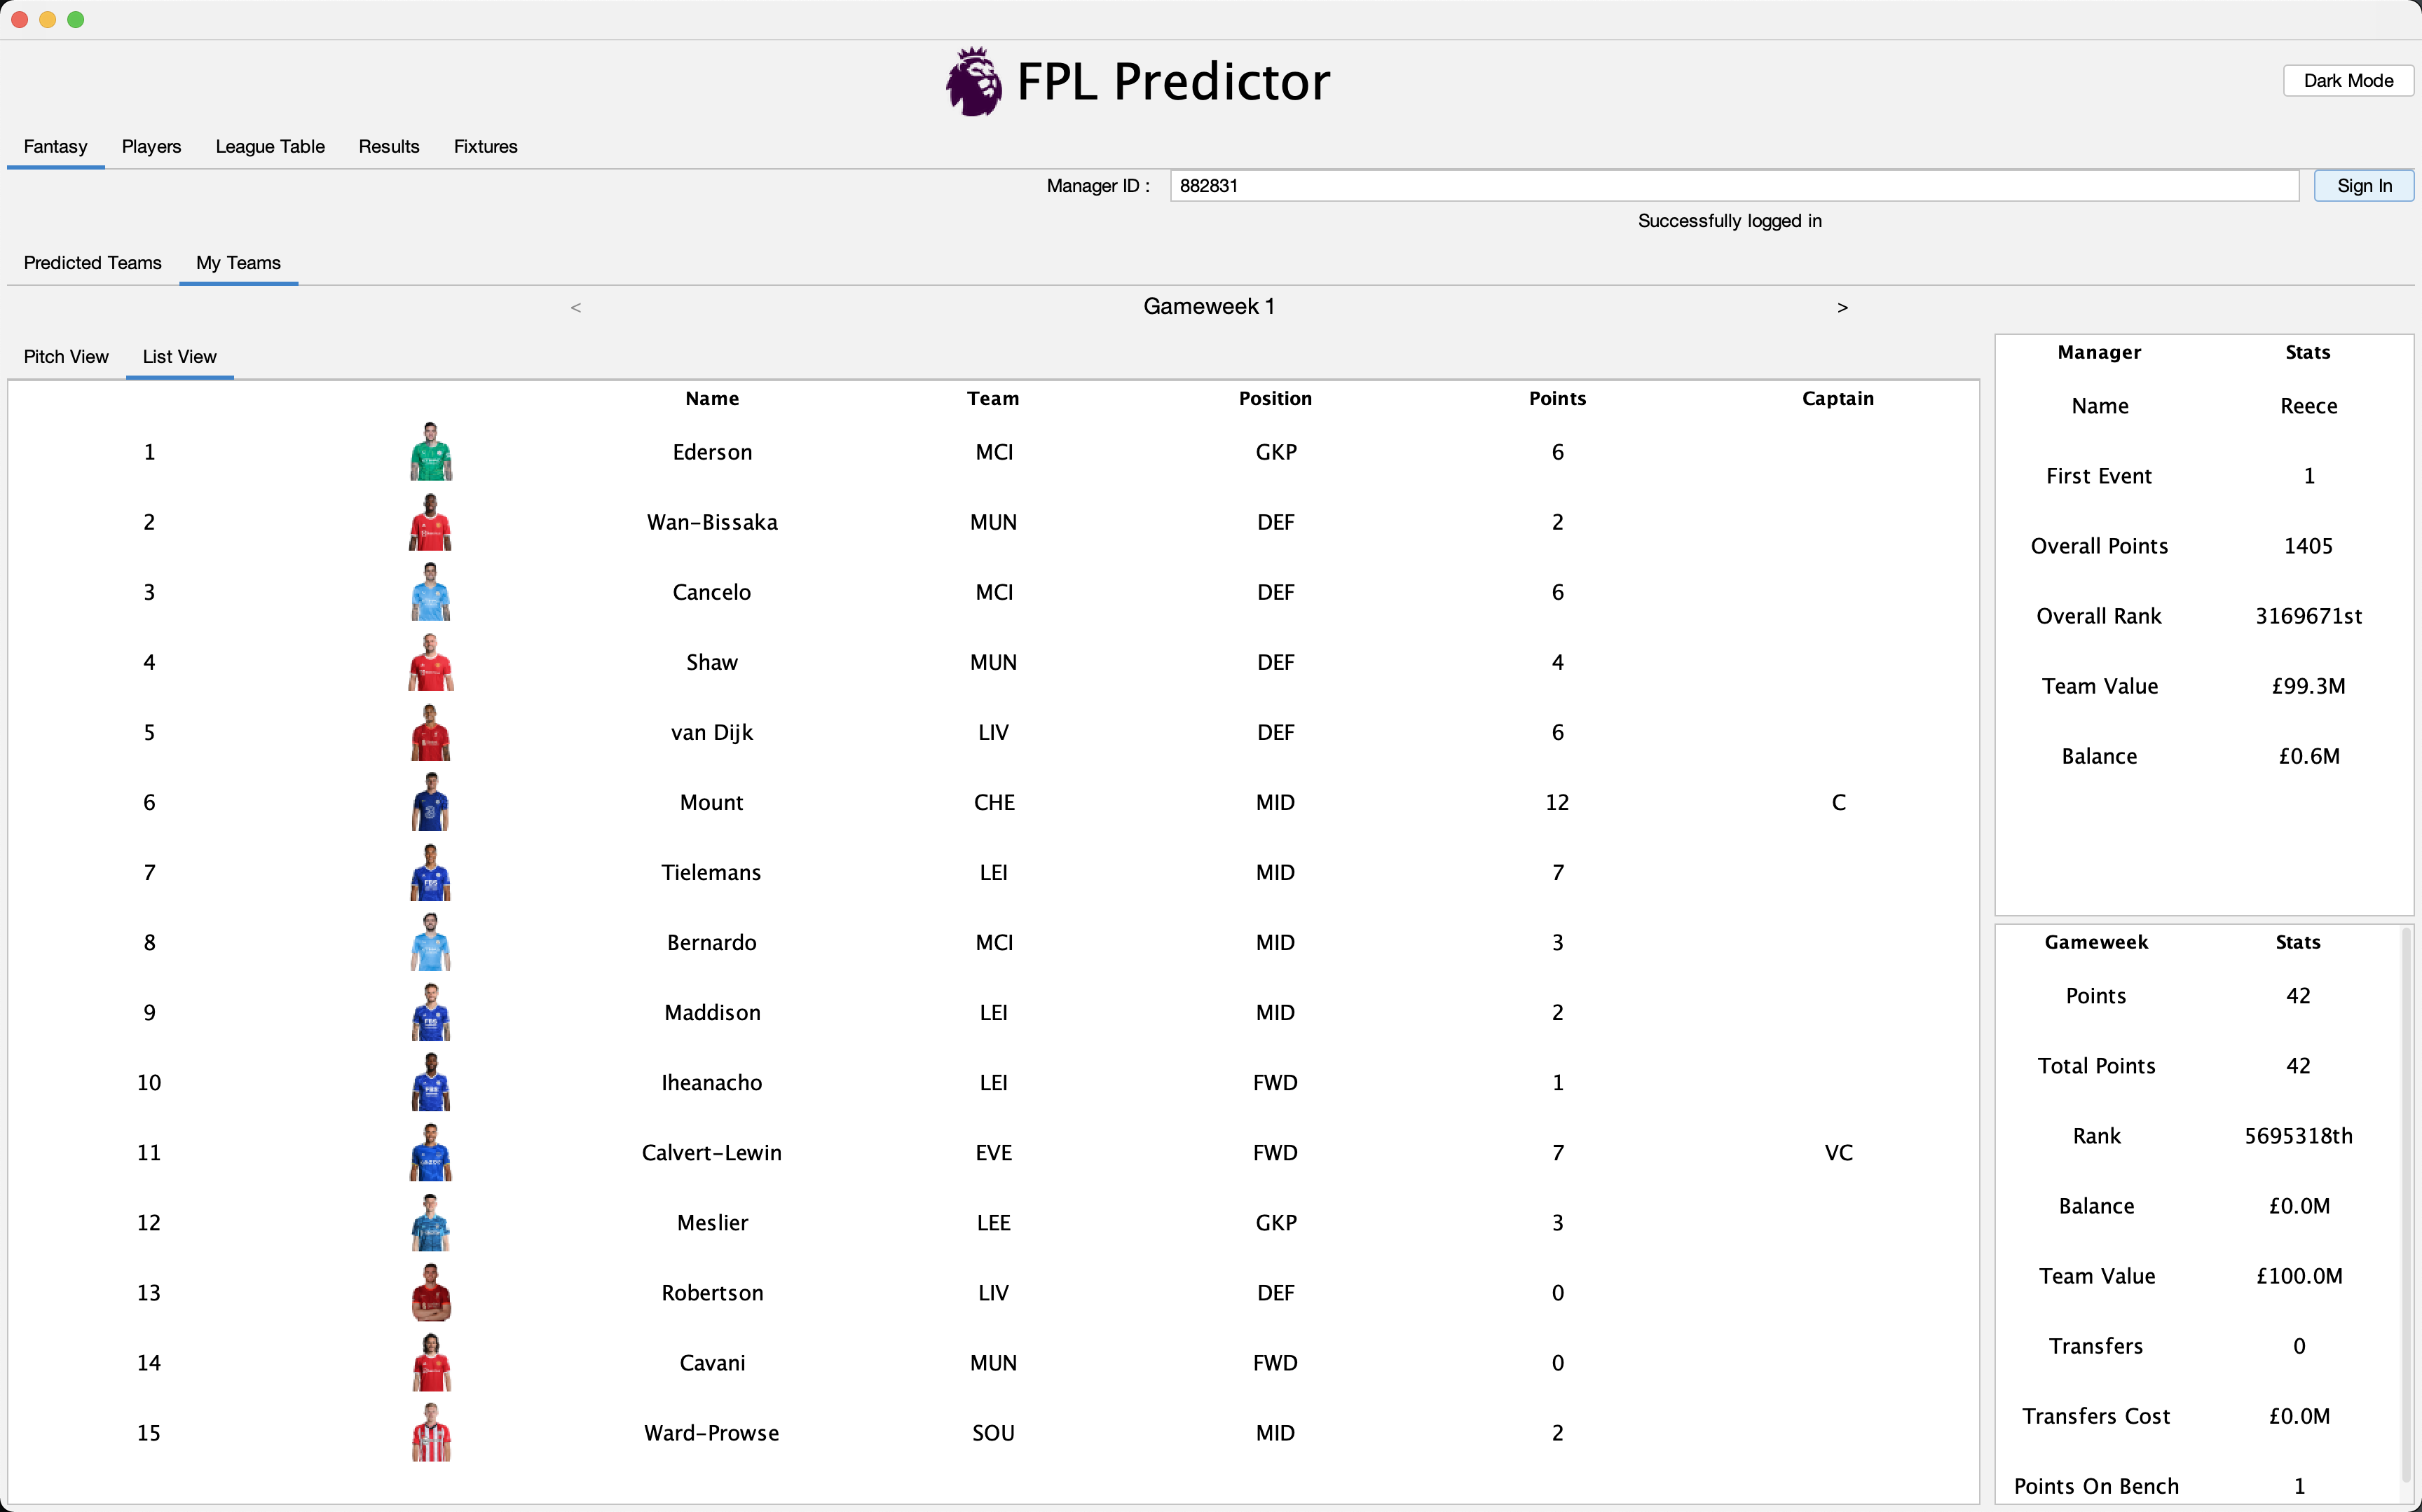 FPL Predictor
Dark Mode
Fantasy Players League Table Results Fixtures
Manager ID : 882831 Sign In
Successfully logged in
Predicted Teams My Teams
< Gameweek 1 >
Pitch View List View
Name Team Position Points Captain
1 Ederson MCI GKP 6
2 Wan-Bissaka MUN DEF 2
3 Cancelo MCI DEF 6
4 Shaw MUN DEF 4
5 van Dijk LIV DEF 6
6 Mount CHE MID 12 C
7 Tielemans LEI MID 7
8 Bernardo MCI MID 3
9 Maddison LEI MID 2
10 Iheanacho LEI FWD 1
11 Calvert-Lewin EVE FWD 7 VC
12 Meslier LEE GKP 3
13 Robertson LIV DEF 0
14 Cavani MUN FWD 0
15 Ward-Prowse SOU MID 2
Manager Stats
Name Reece
First Event 1
Overall Points 1405
Overall Rank 3169671st
Team Value £99.3M
Balance £0.6M
Gameweek Stats
Points 42
Total Points 42
Rank 5695318th
Balance £0.0M
Team Value £100.0M
Transfers 0
Transfers Cost £0.0M
Points On Bench 1